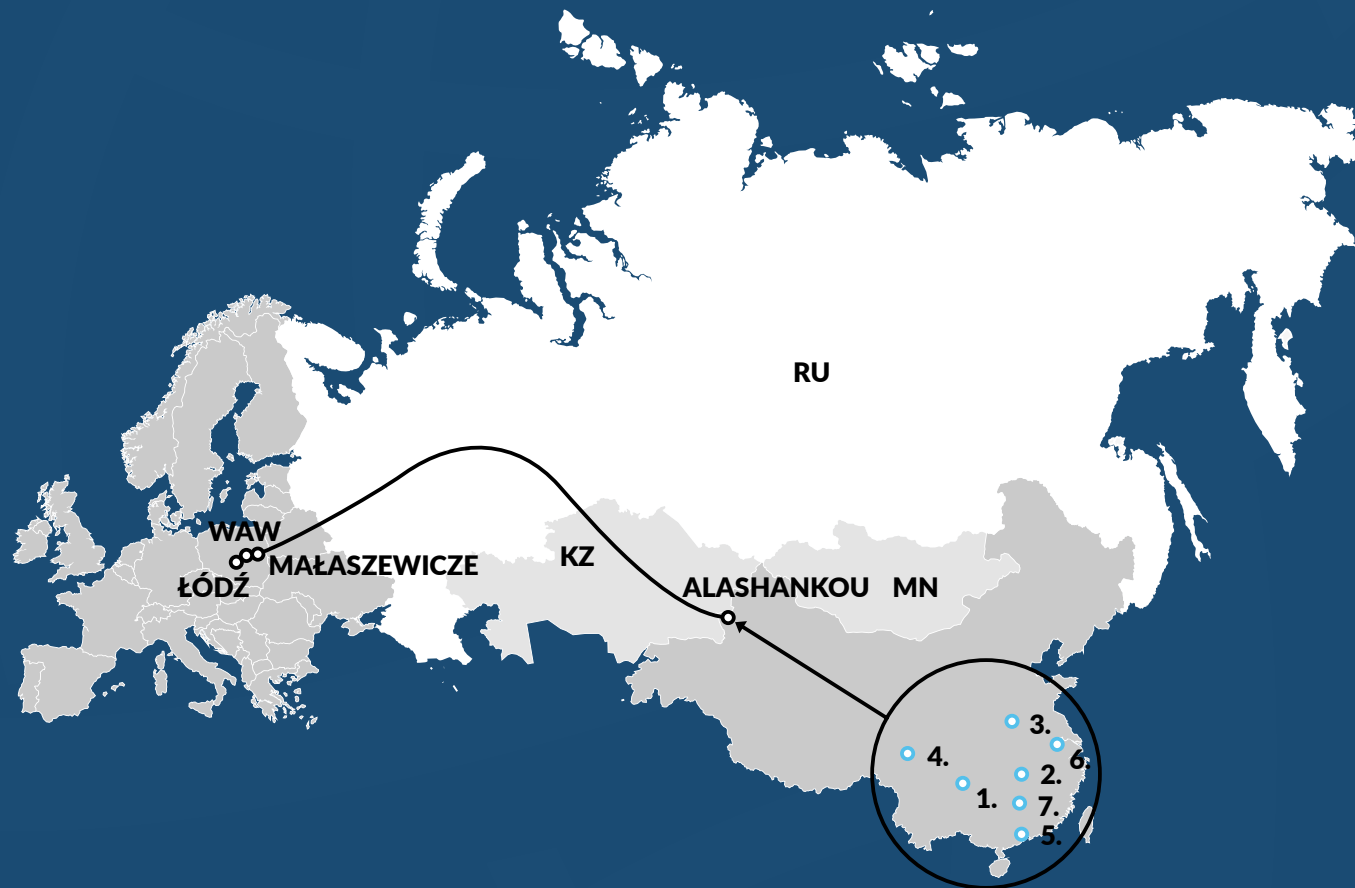 RU
WAW
MAŁASZEWICZE
ŁÓDŹ
KZ
ALASHANKOU
MN
3.
4.
6.
2.
1.
7.
5.